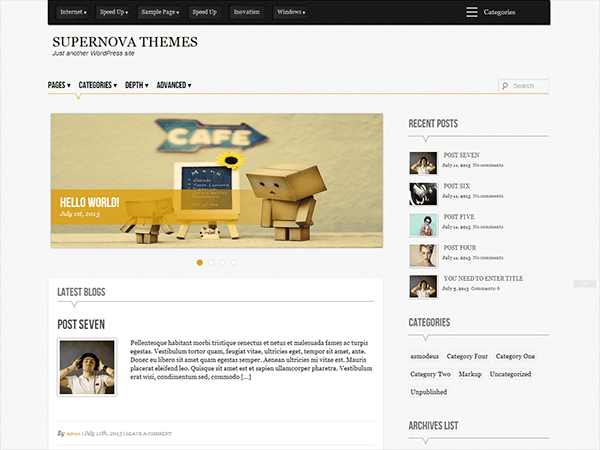 Internet ▾ Speed Up ▾ Sample Page ▾ Speed Up Inovation Windows ▾ Categories
SUPERNOVA THEMES
Just another WordPress site
PAGES ▾ CATEGORIES ▾ DEPTH ▾ ADVANCED ▾ Search...
CAFE
Menu
HELLO WORLD!
July 1st, 2013
LATEST BLOGS
POST SEVEN
Pellentesque habitant morbi tristique senectus et netus et malesuada fames ac turpis
egestas. Vestibulum tortor quam, feugiat vitae, ultricies eget, tempor sit amet, ante.
Donec eu libero sit amet quam egestas semper. Aenean ultricies mi vitae est. Mauris
placerat eleifend leo. Quisque sit amet est et sapien ullamcorper pharetra. Vestibulum
erat wisi, condimentum sed, commodo [...]
By Admin | July 11th, 2013 | LEAVE A COMMENT
RECENT POSTS
POST SEVEN
July 11, 2013 No comments
POST SIX
July 11, 2013 No comments
POST FIVE
July 11, 2013 No comments
POST FOUR
July 11, 2013 No comments
YOU NEED TO ENTER TITLE
July 5, 2013 Comments: 6
CATEGORIES
asmodeus Category Four Category One
Category Two Markup Uncategorized
Unpublished
ARCHIVES LIST